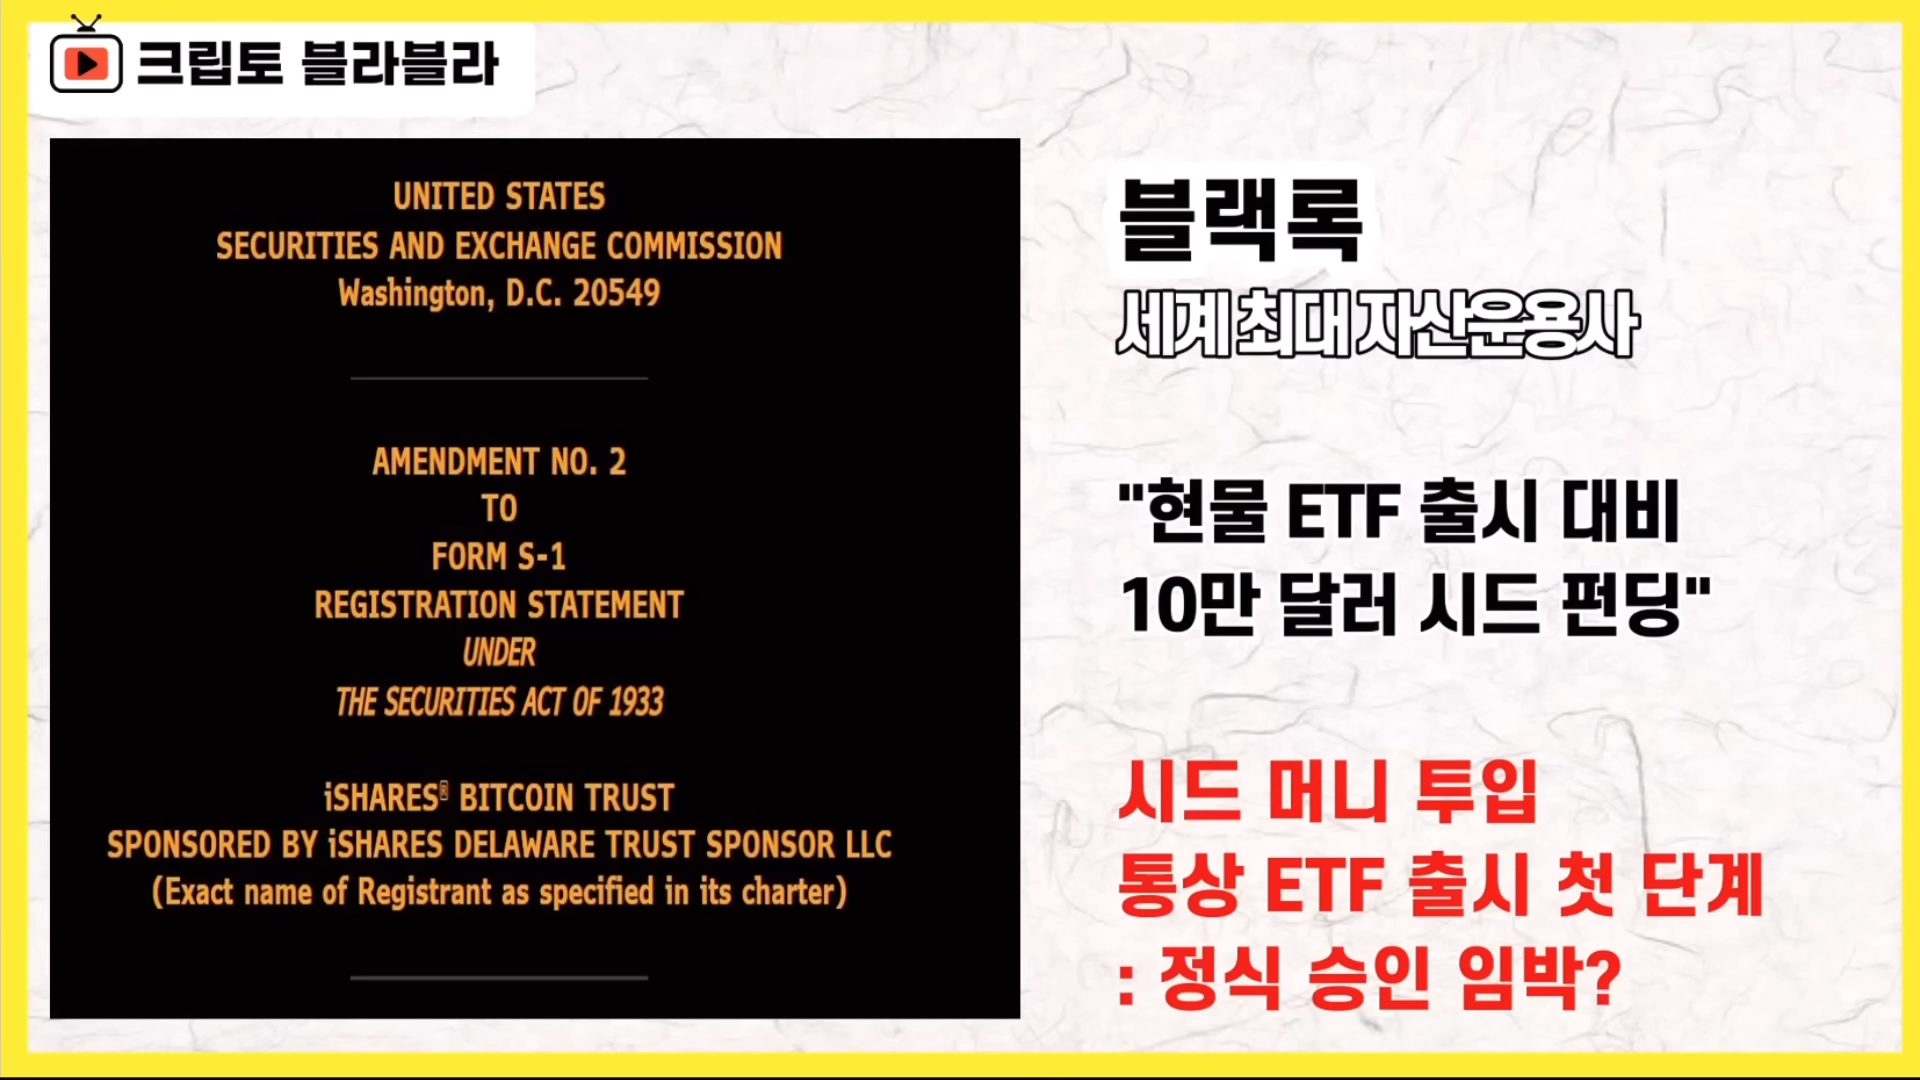 크립토 블라블라
UNITED STATES
SECURITIES AND EXCHANGE COMMISSION
Washington, D.C. 20549
AMENDMENT NO. 2
TO
FORM S-1
REGISTRATION STATEMENT
UNDER
THE SECURITIES ACT OF 1933
iSHARES® BITCOIN TRUST
SPONSORED BY iSHARES DELAWARE TRUST SPONSOR LLC
(Exact name of Registrant as specified in its charter)
블랙록
세계 최대 자산운용사
"현물 ETF 출시 대비
10만 달러 시드 펀딩"
시드 머니 투입
통상 ETF 출시 첫 단계
: 정식 승인 임박?